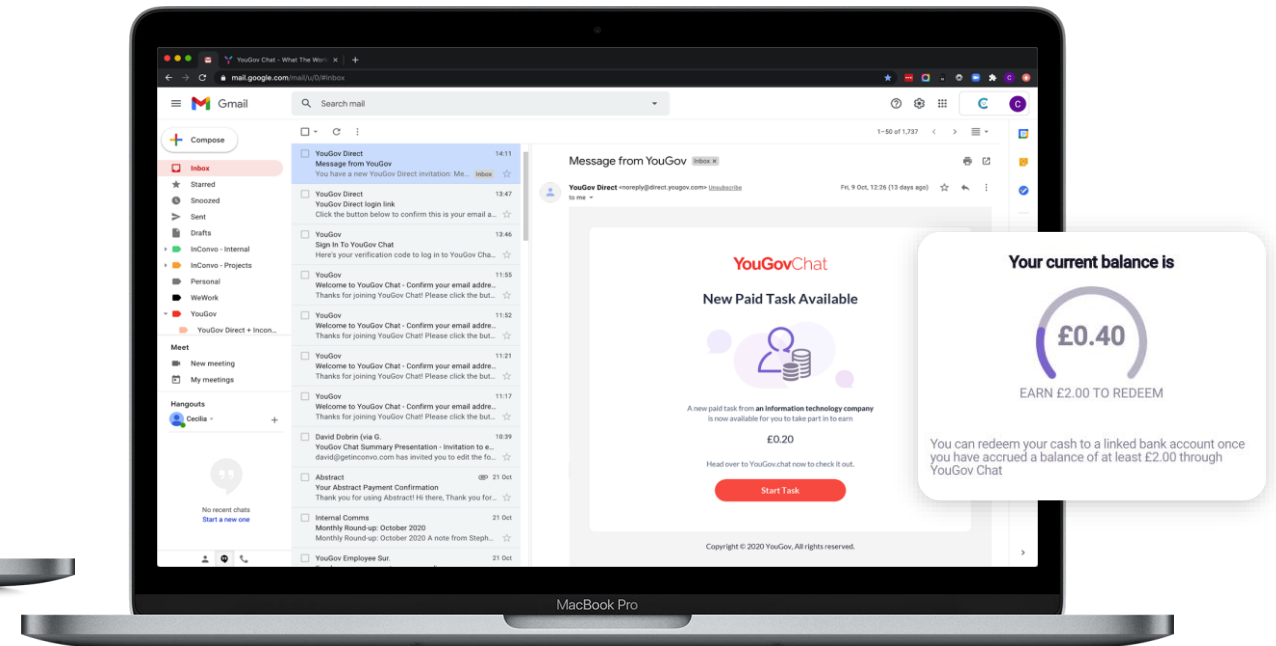 YouGov Chat - What The Worl
mail.google.com/mail/u/0/#inbox
Gmail
Search mail
C
Compose
1–50 of 1,737
Inbox
Starred
Snoozed
Sent
Drafts
InConvo - Internal
InConvo - Projects
Personal
WeWork
YouGov
YouGov Direct + Incon...
Meet
New meeting
My meetings
Hangouts
Cecilia
No recent chats
Start a new one
YouGov Direct 14:11
Message from YouGov
You have a new YouGov Direct invitation: Me... Inbox
YouGov Direct 13:47
YouGov Direct login link
Click the button below to confirm this is your email a...
YouGov 13:46
Sign In To YouGov Chat
Here's your verification code to log in to YouGov Cha...
YouGov 11:55
Welcome to YouGov Chat - Confirm your email addre...
Thanks for joining YouGov Chat! Please click the but...
YouGov 11:52
Welcome to YouGov Chat - Confirm your email addre...
Thanks for joining YouGov Chat! Please click the but...
YouGov 11:21
Welcome to YouGov Chat - Confirm your email addre...
Thanks for joining YouGov Chat! Please click the but...
YouGov 11:17
Welcome to YouGov Chat - Confirm your email addre...
Thanks for joining YouGov Chat! Please click the but...
David Dobrin (via G. 10:39
YouGov Chat Summary Presentation - Invitation to e...
david@getinconvo.com has invited you to edit the fo...
Abstract 21 Oct
Your Abstract Payment Confirmation
Thank you for using Abstract! Hi there, Thank you for...
Internal Comms 21 Oct
Monthly Round-up: October 2020
Monthly Round-up: October 2020 A note from Steph...
YouGov Employee Sur. 21 Oct
Message from YouGov Inbox x
YouGov Direct <noreply@direct.yougov.com> Unsubscribe Fri, 9 Oct, 12:26 (13 days ago)
to me
YouGovChat
New Paid Task Available
A new paid task from an information technology company
is now available for you to take part in to earn
£0.20
Head over to YouGov.chat now to check it out.
Start Task
Copyright © 2020 YouGov, All rights reserved.
Your current balance is
£0.40
EARN £2.00 TO REDEEM
You can redeem your cash to a linked bank account once
you have accrued a balance of at least £2.00 through
YouGov Chat
MacBook Pro